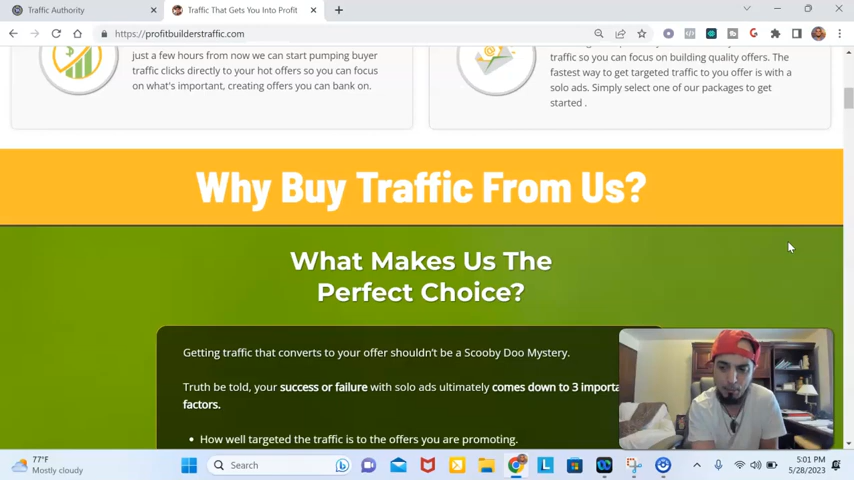 Traffic Authority
Traffic That Gets You Into Profit
https://profitbuilderstraffic.com
just a few hours from now we can start pumping buyer
traffic clicks directly to your hot offers so you can focus
on what's important, creating offers you can bank on.
traffic so you can focus on building quality offers. The
fastest way to get targeted traffic to you offer is with a
solo ads. Simply select one of our packages to get
started .
Why Buy Traffic From Us?
What Makes Us The
Perfect Choice?
Getting traffic that converts to your offer shouldn't be a Scooby Doo Mystery.
Truth be told, your success or failure with solo ads ultimately comes down to 3 importa
factors.
• How well targeted the traffic is to the offers you are promoting.
77°F
Mostly cloudy
Search
5:01 PM
5/28/2023